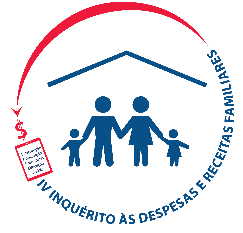 $
IV INQUÉRITO ÀS DESPESAS E RECEITAS FAMILIARES